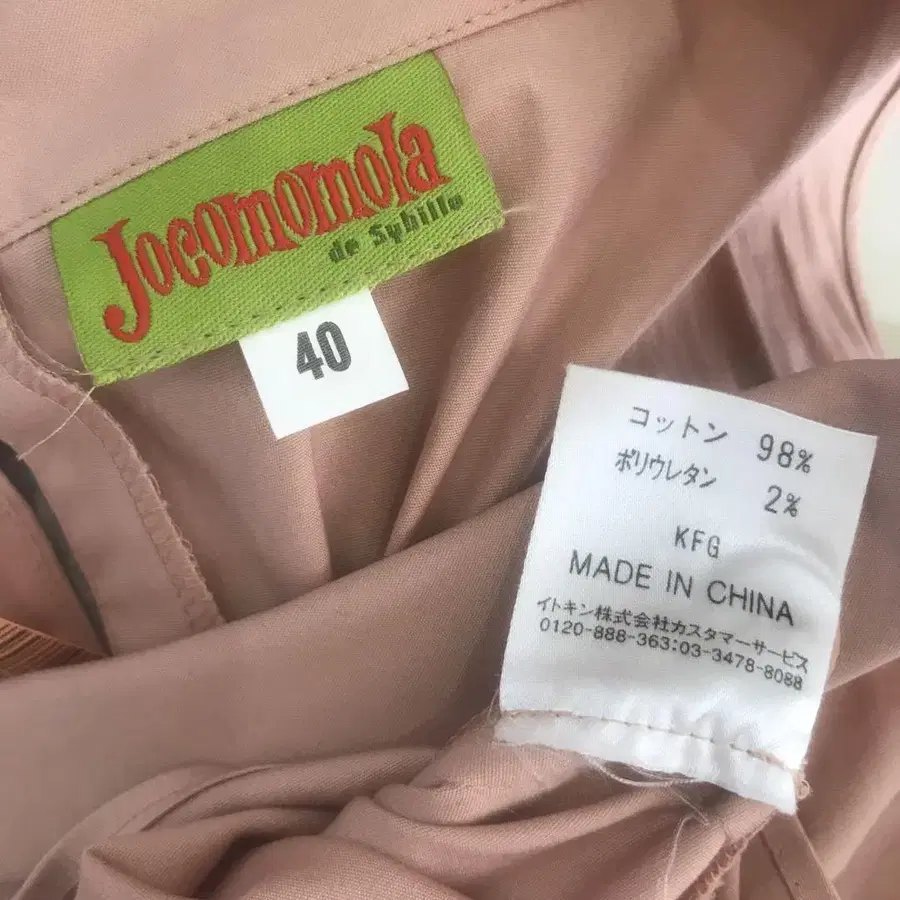 Jocomomola
de Sybilla
40
コットン 98%
ポリウレタン 2%
KFG
MADE IN CHINA
イトキン株式会社カスタマーサービス
0120-888-363:03-3478-8088